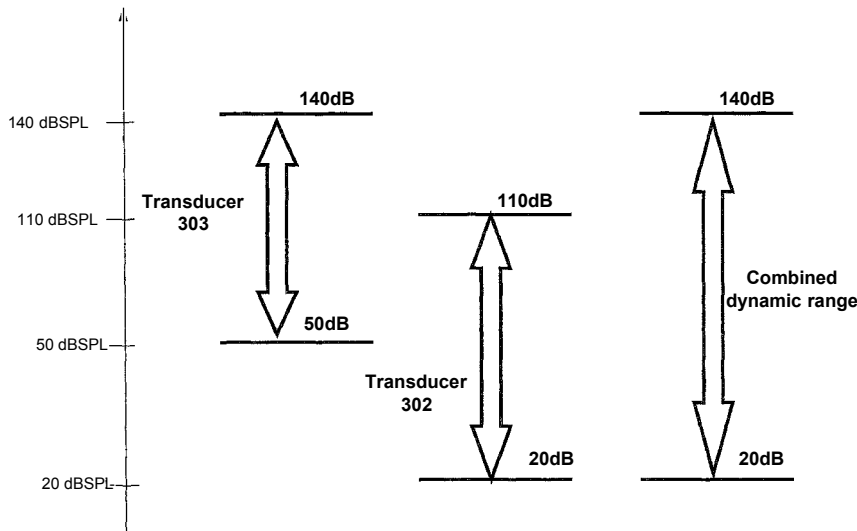 140 dBSPL
110 dBSPL
50 dBSPL
20 dBSPL
140dB
Transducer
303
50dB
110dB
Transducer
302
20dB
140dB
Combined
dynamic range
20dB